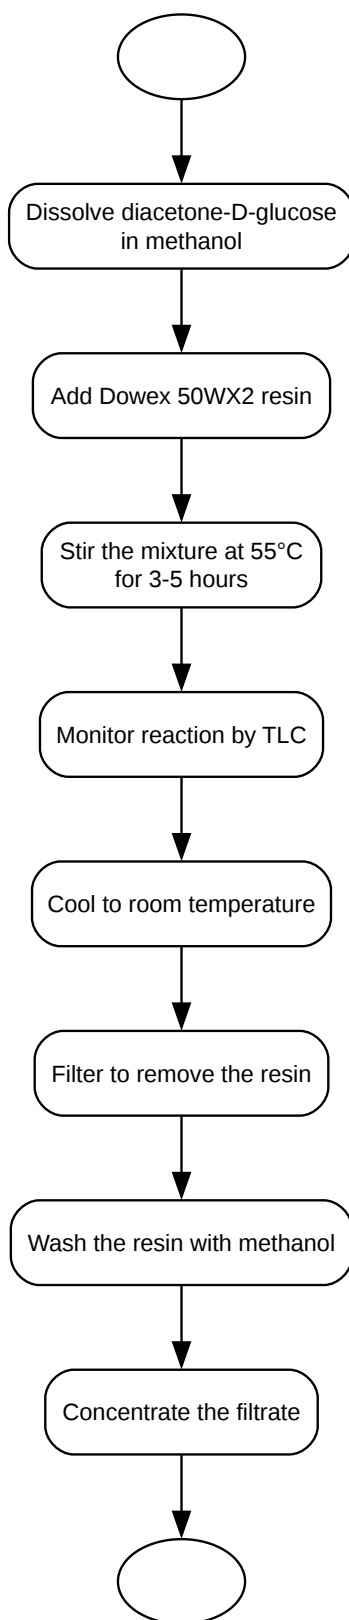 Dissolve diacetone-D-glucose
in methanol
Add Dowex 50WX2 resin
Stir the mixture at 55°C
for 3-5 hours
Monitor reaction by TLC
Cool to room temperature
Filter to remove the resin
Wash the resin with methanol
Concentrate the filtrate